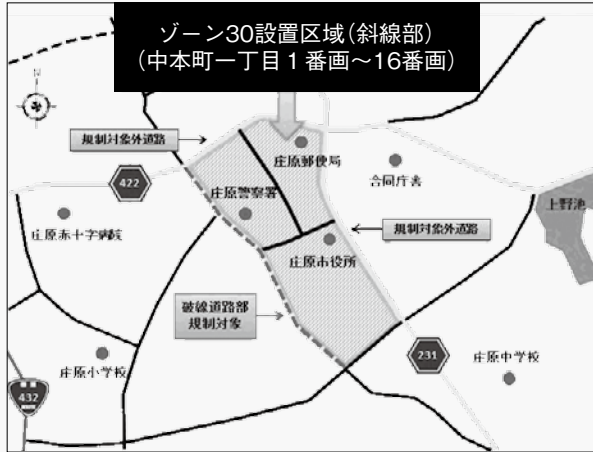 ゾーン30設置区域(斜線部)
(中本町一丁目1番画~16番画)
N
規制対象外道路
庄原郵便局
422
合同庁舎
庄原警察署
上野池
庄原赤十字病院
規制対象外道路
庄原市役所
破線道路部
規制対象
231
庄原小学校
庄原中学校
432